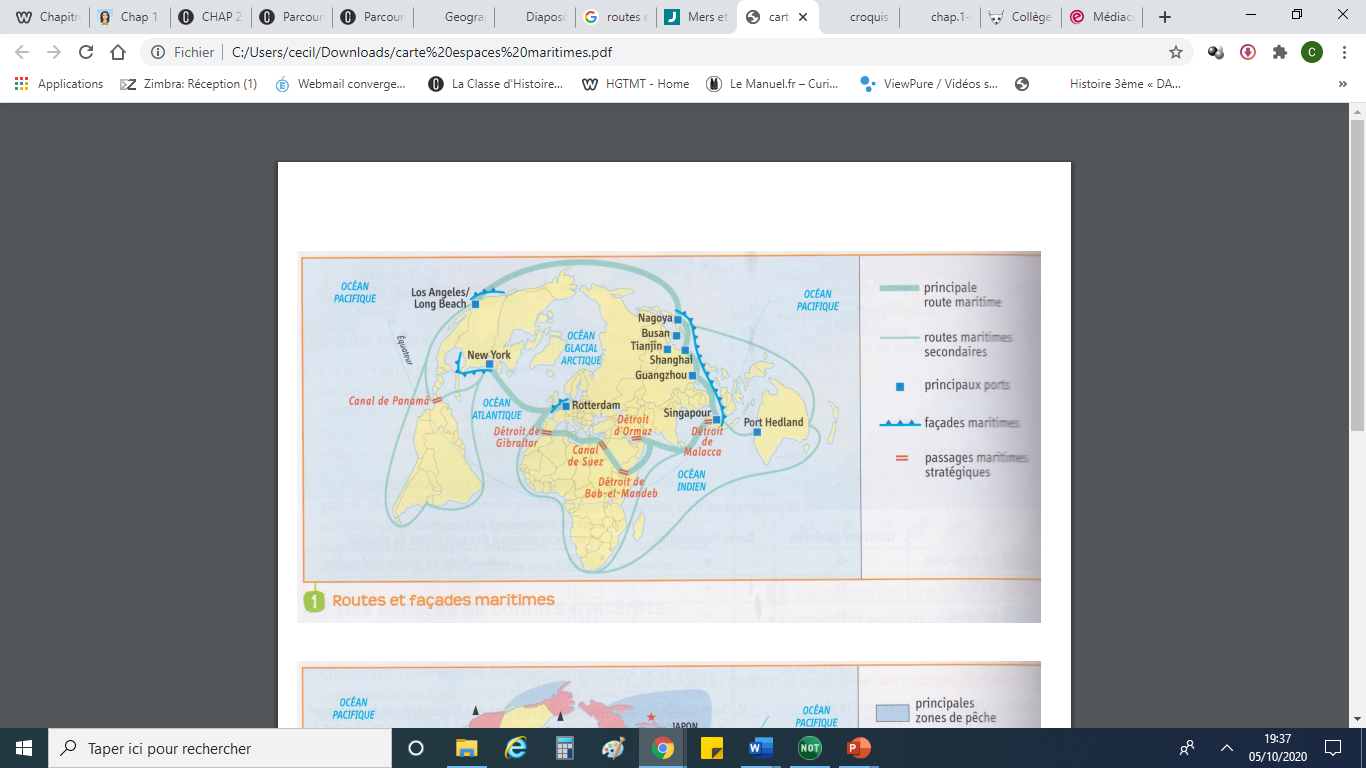 Chapitre
Chap 1
CHAP 2
Parcour
Parcour
Geograp
Diaposi
routes e
Mers et
cart
croquis
chap.1-
Collège
Médiac
Fichier
C:/Users/cecil/Downloads/carte%20espaces%20maritimes.pdf
C
Applications
Zimbra: Réception (1)
Webmail converge...
La Classe d'Histoire...
HGTMT - Home
Le Manuel.fr – Curi...
ViewPure / Vidéos s...
Histoire 3ème « DA...
»
OCÉAN
PACIFIQUE
Los Angeles/
Long Beach
Équateur
New York
Canal de Panamá
OCÉAN
ATLANTIQUE
OCÉAN
GLACIAL
ARCTIQUE
Rotterdam
Détroit de
Gibraltar
Canal
de Suez
Détroit
d'Ormuz
Détroit de
Bab-el-Mandeb
Nagoya
Busan
Tianjin
Shanghai
Guangzhou
Singapour
Détroit
de
Malacca
OCÉAN
INDIEN
Port Hedland
OCÉAN
PACIFIQUE
principale
route maritime
routes maritimes
secondaires
principaux ports
façades maritimes
passages maritimes
stratégiques
1 Routes et façades maritimes
OCÉAN
PACIFIQUE
JAPON
OCÉAN
PACIFIQUE
principales
zones de pêche
Taper ici pour rechercher
NOT
19:37
05/10/2020